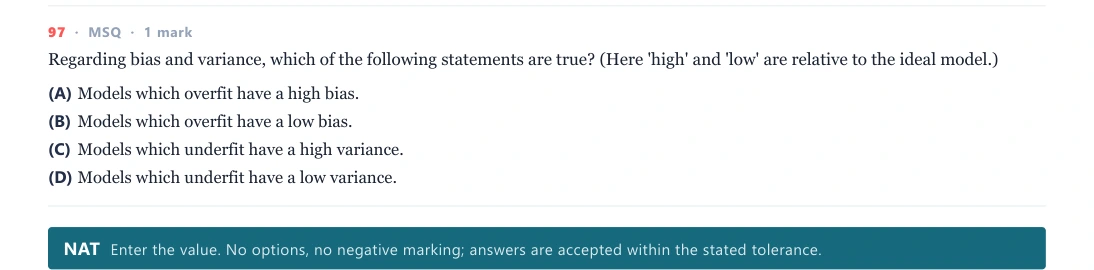 97 · MSQ · 1 mark
Regarding bias and variance, which of the following statements are true? (Here 'high' and 'low' are relative to the ideal model.)
(A) Models which overfit have a high bias.
(B) Models which overfit have a low bias.
(C) Models which underfit have a high variance.
(D) Models which underfit have a low variance.
NAT Enter the value. No options, no negative marking; answers are accepted within the stated tolerance.